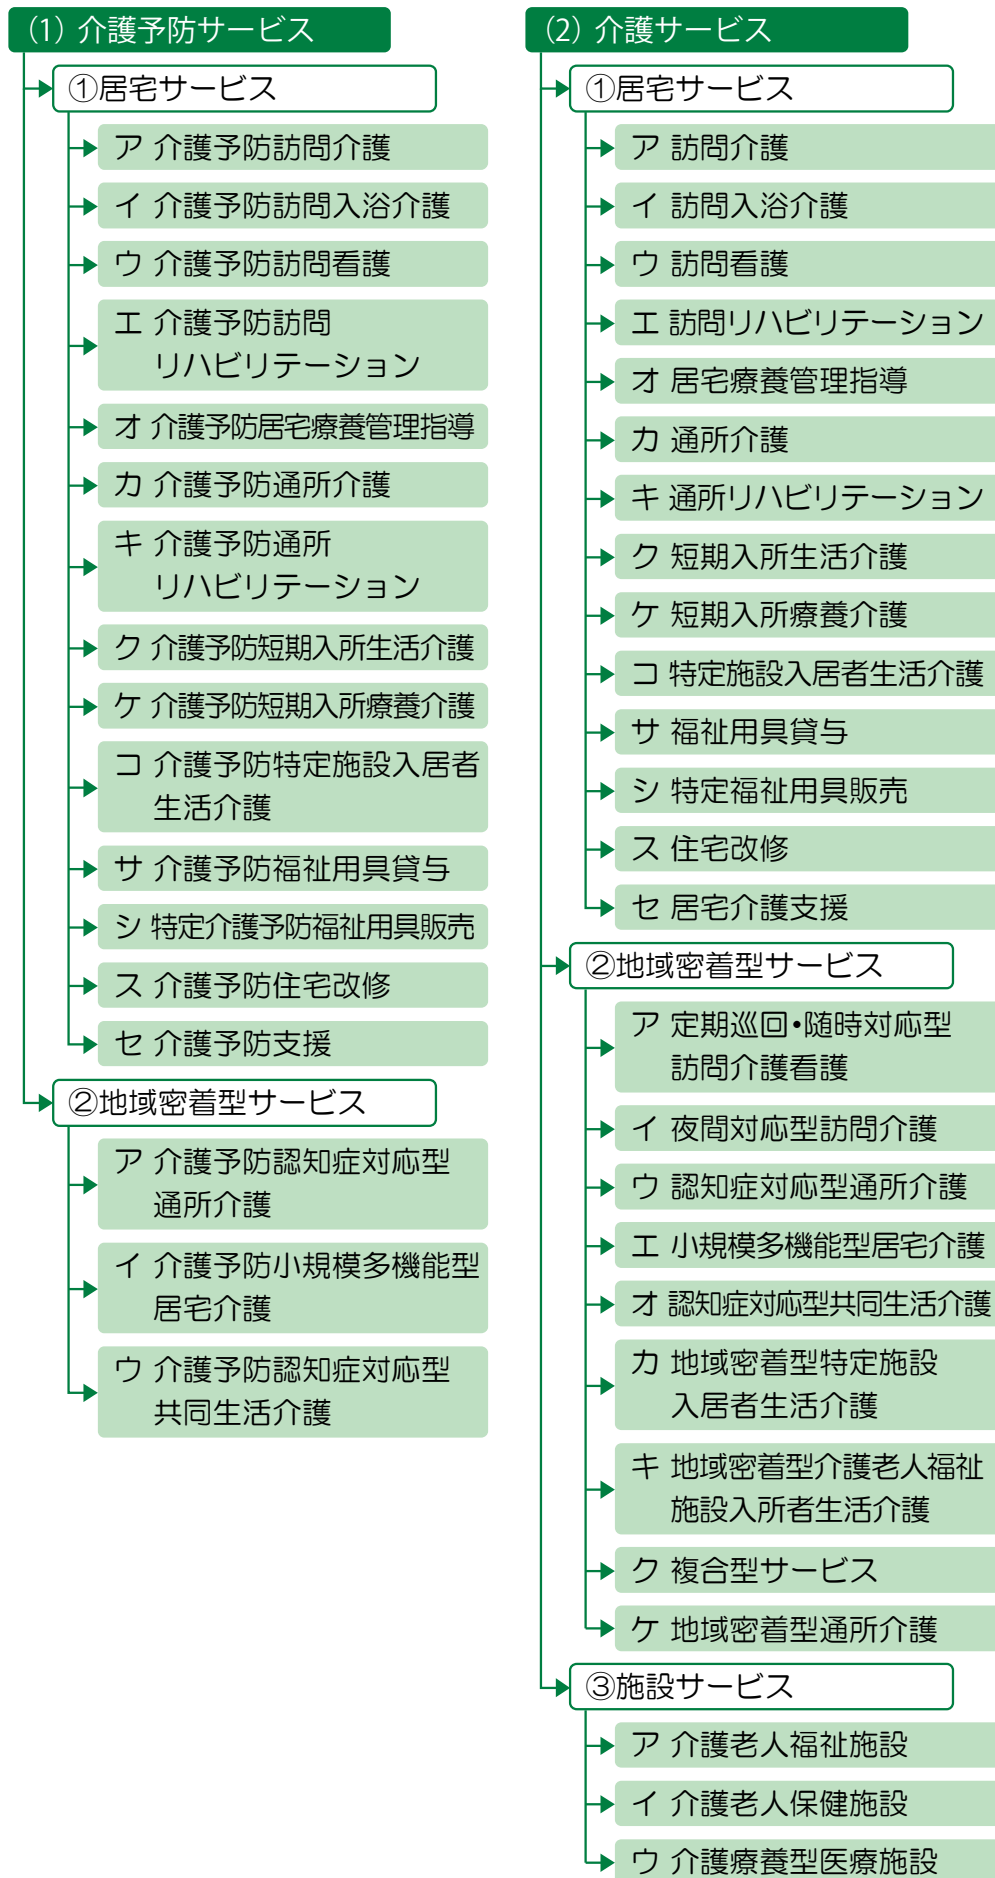 (1) 介護予防サービス
①居宅サービス
ア 介護予防訪問介護
イ 介護予防訪問入浴介護
ウ 介護予防訪問看護
エ 介護予防訪問
リハビリテーション
オ 介護予防居宅療養管理指導
カ 介護予防通所介護
キ 介護予防通所
リハビリテーション
ク 介護予防短期入所生活介護
ケ 介護予防短期入所療養介護
コ 介護予防特定施設入居者
生活介護
サ 介護予防福祉用具貸与
シ 特定介護予防福祉用具販売
ス 介護予防住宅改修
セ 介護予防支援
②地域密着型サービス
ア 介護予防認知症対応型
通所介護
イ 介護予防小規模多機能型
居宅介護
ウ 介護予防認知症対応型
共同生活介護
(2) 介護サービス
①居宅サービス
ア 訪問介護
イ 訪問入浴介護
ウ 訪問看護
エ 訪問リハビリテーション
オ 居宅療養管理指導
カ 通所介護
キ 通所リハビリテーション
ク 短期入所生活介護
ケ 短期入所療養介護
コ 特定施設入居者生活介護
サ 福祉用具貸与
シ 特定福祉用具販売
ス 住宅改修
セ 居宅介護支援
②地域密着型サービス
ア 定期巡回・随時対応型
訪問介護看護
イ 夜間対応型訪問介護
ウ 認知症対応型通所介護
エ 小規模多機能型居宅介護
オ 認知症対応型共同生活介護
カ 地域密着型特定施設
入居者生活介護
キ 地域密着型介護老人福祉
施設入所者生活介護
ク 複合型サービス
ケ 地域密着型通所介護
③施設サービス
ア 介護老人福祉施設
イ 介護老人保健施設
ウ 介護療養型医療施設